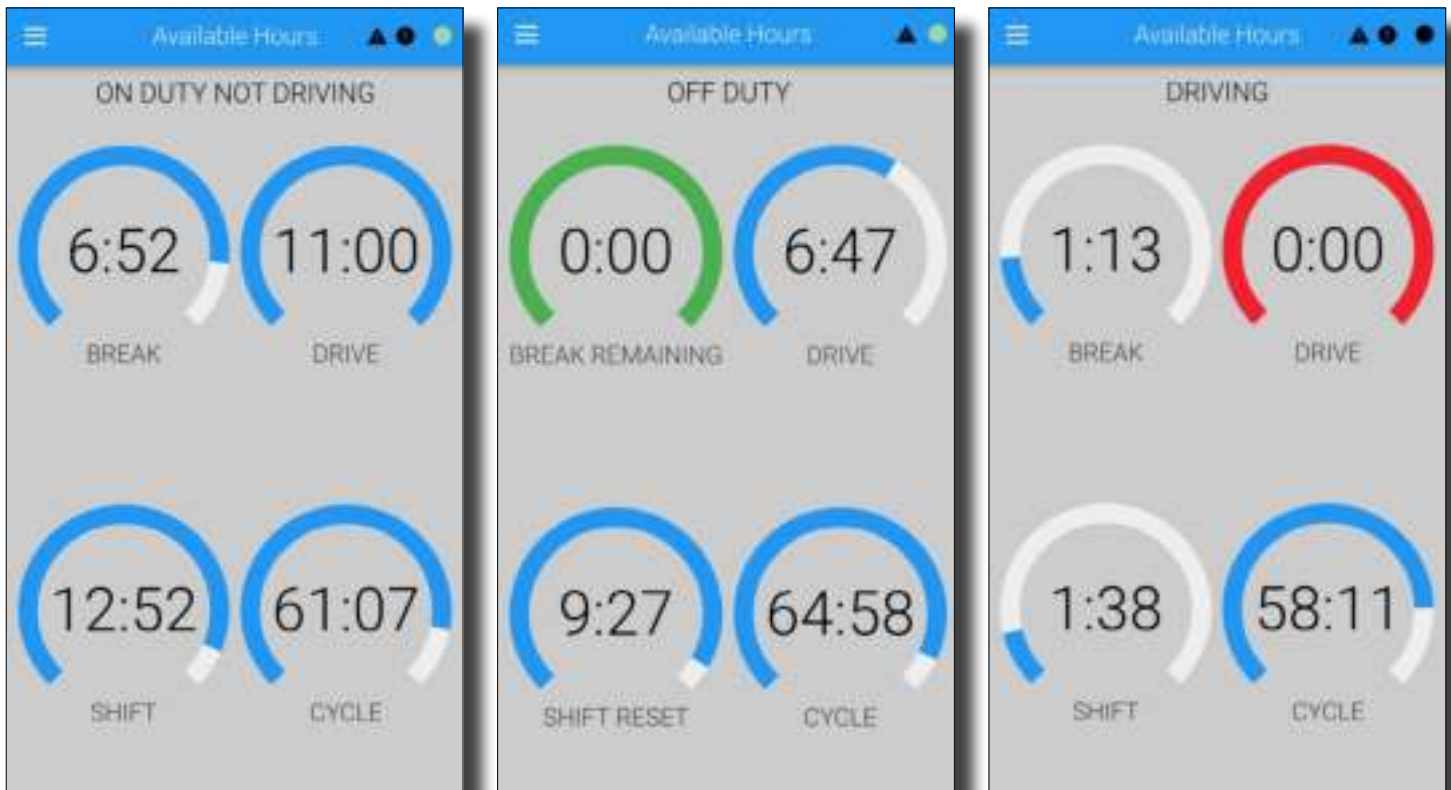 Available Hours
ON DUTY NOT DRIVING
6:52
11:00
BREAK
DRIVE
12:52
61:07
SHIFT
CYCLE
Available Hours
OFF DUTY
0:00
6:47
BREAK REMAINING
DRIVE
9:27
64:58
SHIFT RESET
CYCLE
Available Hours
DRIVING
1:13
0:00
BREAK
DRIVE
1:38
58:11
SHIFT
CYCLE